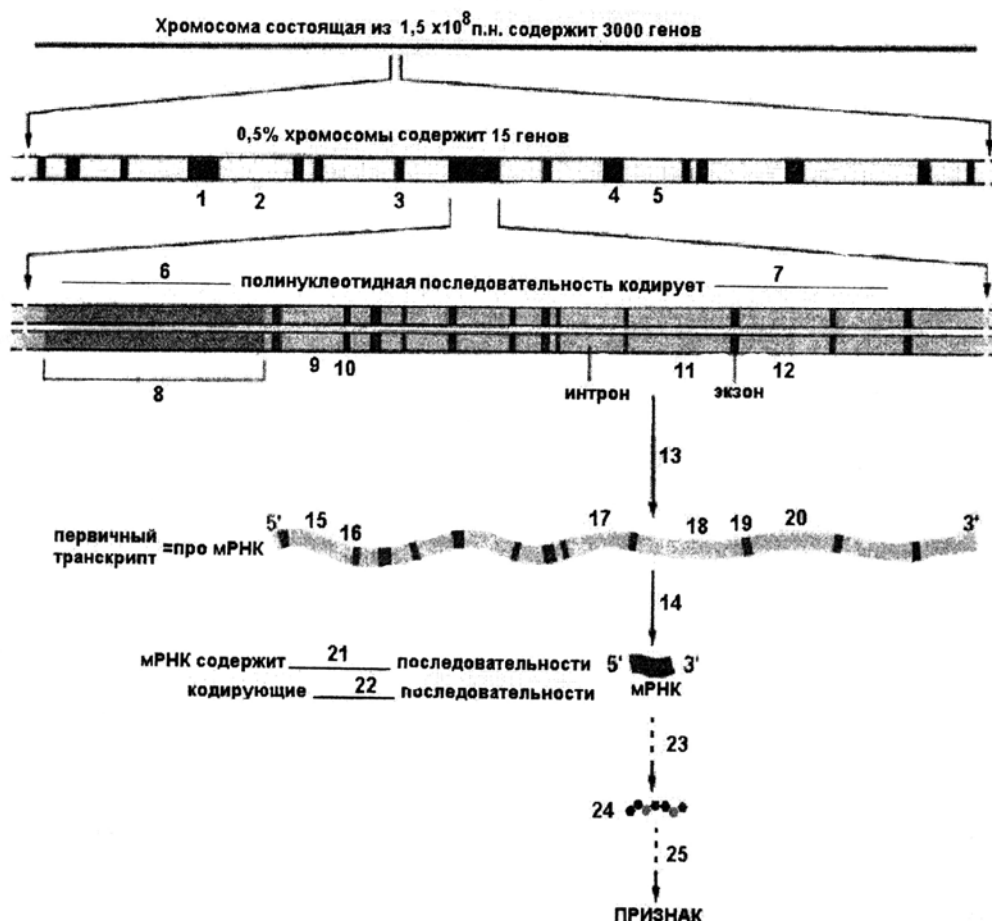 Хромосома состоящая из 1,5 x10⁸п.н. содержит 3000 генов
0,5% хромосомы содержит 15 генов
1 2 3 4 5
6 7
полинуклеотидная последовательность кодирует
9 10 11 12
8 интрон экзон
13
5' 15 16 17 18 19 20 3'
первичный
транскрипт =про мРНК
14
мРНК содержит 21 последовательности 5' 3'
кодирующие 22 последовательности мРНК
23
24
25
ПРИЗНАК